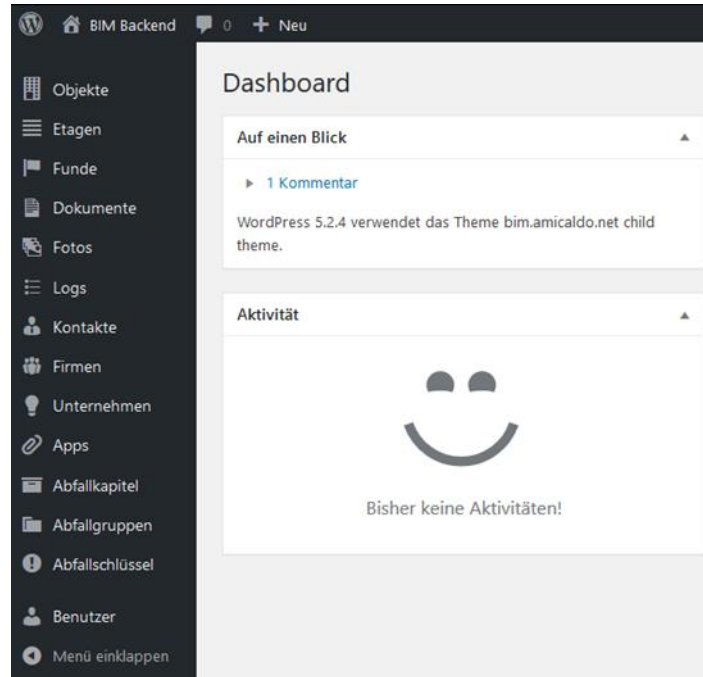 BIM Backend 0 Neu
Objekte
Etagen
Funde
Dokumente
Fotos
Logs
Kontakte
Firmen
Unternehmen
Apps
Abfallkapitel
Abfallgruppen
Abfallschlüssel
Benutzer
Menü einklappen
Dashboard
Auf einen Blick
1 Kommentar
WordPress 5.2.4 verwendet das Theme bim.amicaldo.net child
theme.
Aktivität
Bisher keine Aktivitäten!